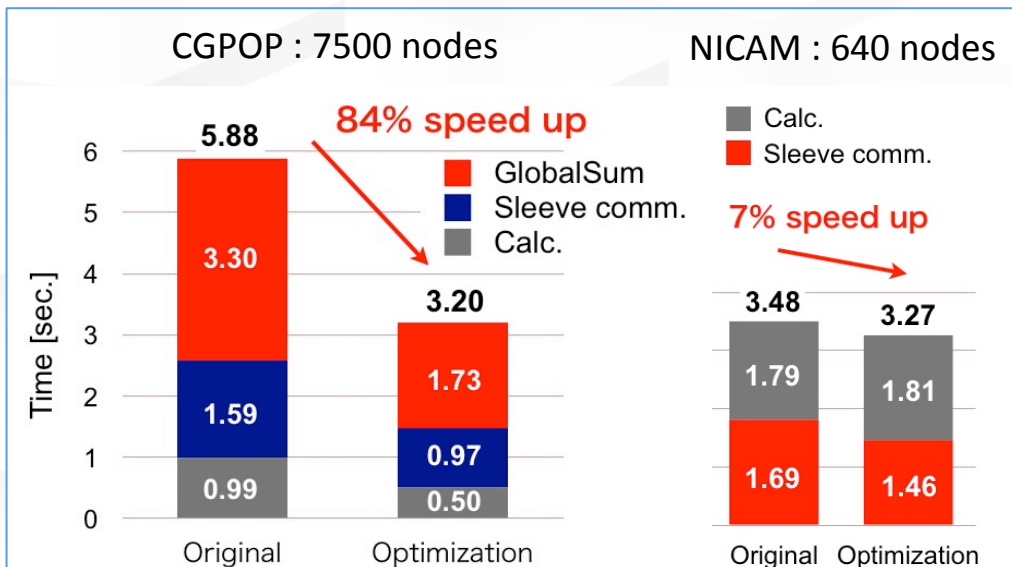 CGPOP : 7500 nodes
84% speed up
5.88
GlobalSum
Sleeve comm.
Calc.
3.20
Time [sec.]
6
5
4
3
2
1
0
3.30
1.59
0.99
1.73
0.97
0.50
Original
Optimization
NICAM : 640 nodes
Calc.
Sleeve comm.
7% speed up
3.48
3.27
1.79
1.81
1.69
1.46
Original
Optimization